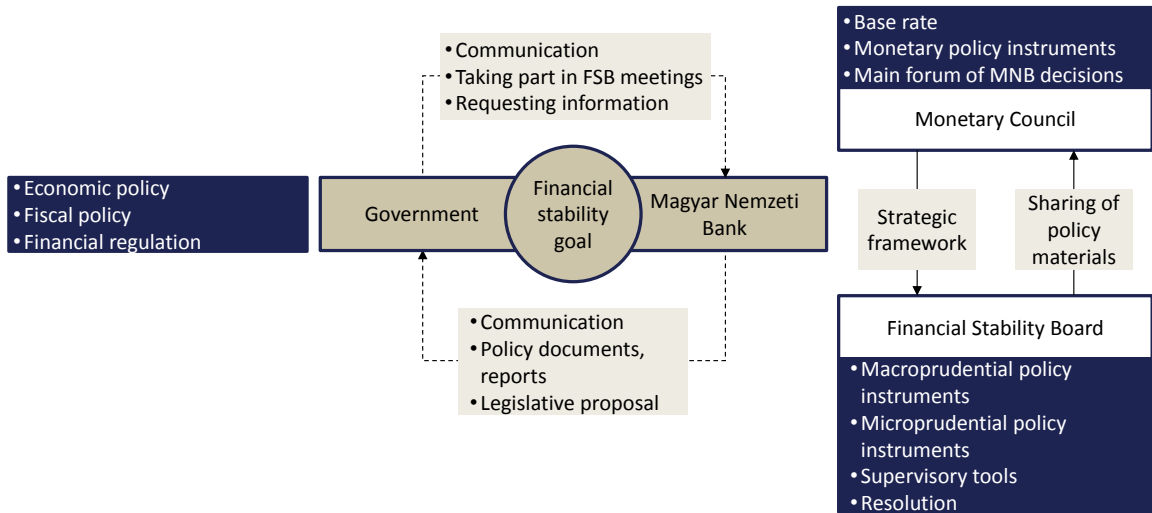 • Communication
• Taking part in FSB meetings
• Requesting information
• Economic policy
• Fiscal policy
• Financial regulation
Government
Financial
stability
goal
Magyar Nemzeti
Bank
• Communication
• Policy documents,
reports
• Legislative proposal
• Base rate
• Monetary policy instruments
• Main forum of MNB decisions
Monetary Council
Strategic
framework
Sharing of
policy
materials
Financial Stability Board
• Macroprudential policy
instruments
• Microprudential policy
instruments
• Supervisory tools
• Resolution